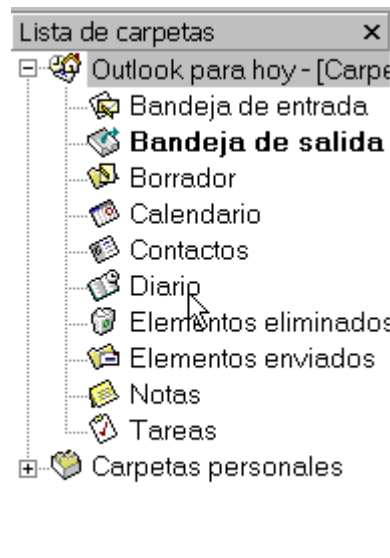 Lista de carpetas
Outlook para hoy - [Carpe
Bandeja de entrada
Bandeja de salida
Borrador
Calendario
Contactos
Diario
Elementos eliminados
Elementos enviados
Notas
Tareas
Carpetas personales